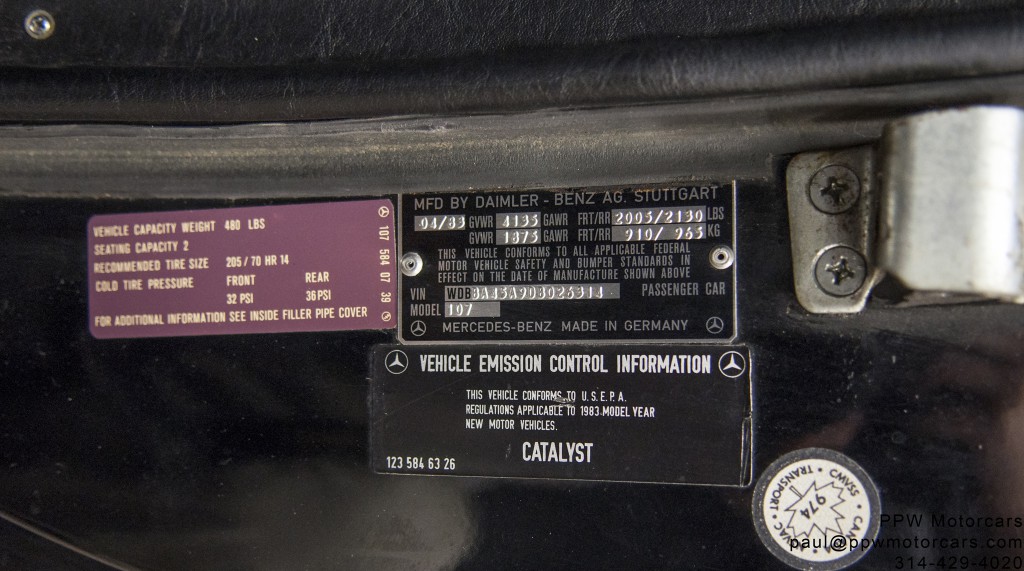 VEHICLE CAPACITY WEIGHT 480 LBS
SEATING CAPACITY 2
RECOMMENDED TIRE SIZE 205/70 HR 14
COLD TIRE PRESSURE FRONT REAR
32 PSI 36 PSI
FOR ADDITIONAL INFORMATION SEE INSIDE FILLER PIPE COVER
107 584 07 39
MFD BY DAIMLER - BENZ AG. STUTTGART
04/83 GVWR 4135 GAWR FRT/RR 2005/2130 LBS
GVWR 1875 GAWR FRT/RR 910/ 965 KG
THIS VEHICLE CONFORMS TO ALL APPLICABLE FEDERAL
MOTOR VEHICLE SAFETY AND BUMPER STANDARDS IN
EFFECT ON THE DATE OF MANUFACTURE SHOWN ABOVE
VIN WDBBA45A9DB026314 PASSENGER CAR
MODEL 107
MERCEDES-BENZ MADE IN GERMANY
VEHICLE EMISSION CONTROL INFORMATION
THIS VEHICLE CONFORMS TO U.S.E.P.A.
REGULATIONS APPLICABLE TO 1983 MODEL YEAR
NEW MOTOR VEHICLES.
CATALYST
123 584 63 26
TRANSPORT • CMVSS
974
PPW Motorcars
paul@ppwmotorcars.com
314-429-4020